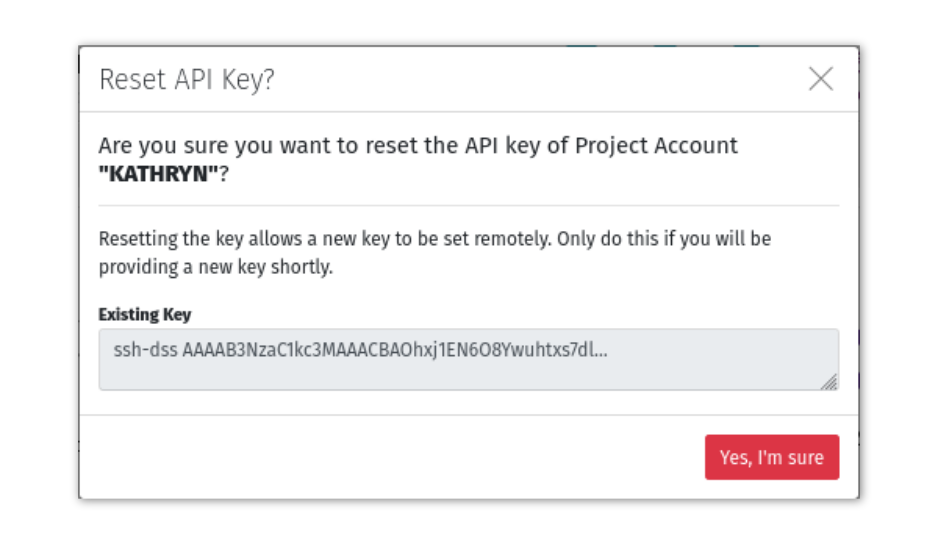 Reset API Key?
Are you sure you want to reset the API key of Project Account
"KATHRYN"?
Resetting the key allows a new key to be set remotely. Only do this if you will be
providing a new key shortly.
Existing Key
ssh-dss AAAAB3NzaC1kc3MAAACBAOhxj1EN6O8Ywuhtxs7dl...
Yes, I'm sure